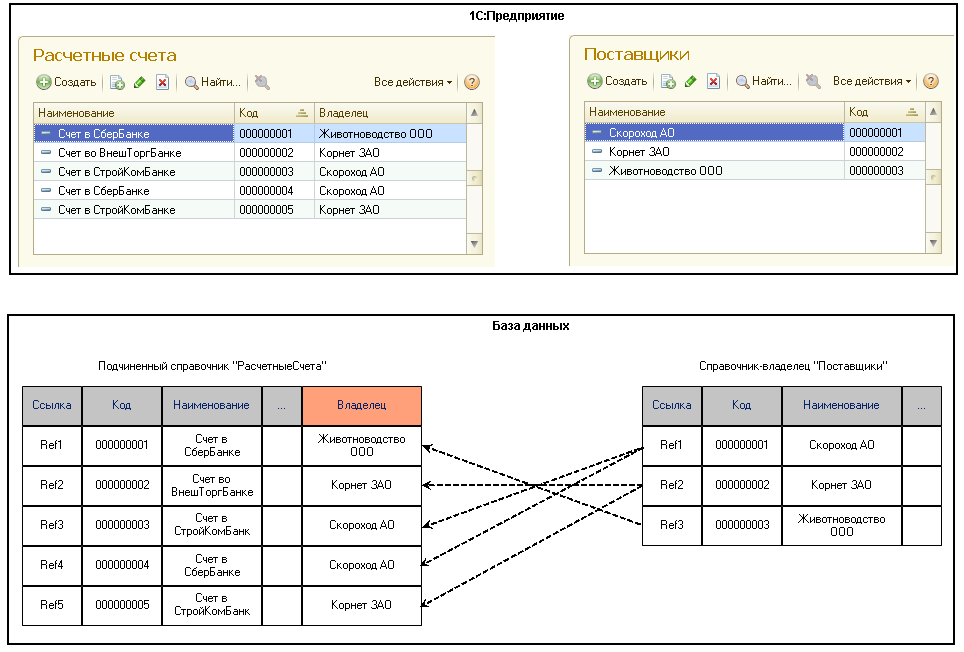 1С:Предприятие
Расчетные счета
Создать Найти... Все действия
Наименование Код Владелец
Счет в СберБанке 000000001 Животноводство ООО
Счет во ВнешТоргБанке 000000002 Корнет ЗАО
Счет в СтройКомБанке 000000003 Скороход АО
Счет в СберБанке 000000004 Скороход АО
Счет в СтройКомБанке 000000005 Корнет ЗАО
Поставщики
Создать Найти... Все действия
Наименование Код
Скороход АО 000000001
Корнет ЗАО 000000002
Животноводство ООО 000000003
База данных
Подчиненный справочник "РасчетныеСчета"
Ссылка Код Наименование ... Владелец
Ref1 000000001 Счет в
СберБанке Животноводство
ООО
Ref2 000000002 Счет во
ВнешТоргБанке Корнет ЗАО
Ref3 000000003 Счет в
СтройКомБанк Скороход АО
Ref4 000000004 Счет в
СберБанке Скороход АО
Ref5 000000005 Счет в
СтройКомБанк Корнет ЗАО
Справочник-владелец "Поставщики"
Ссылка Код Наименование ...
Ref1 000000001 Скороход АО
Ref2 000000002 Корнет ЗАО
Ref3 000000003 Животноводство
ООО